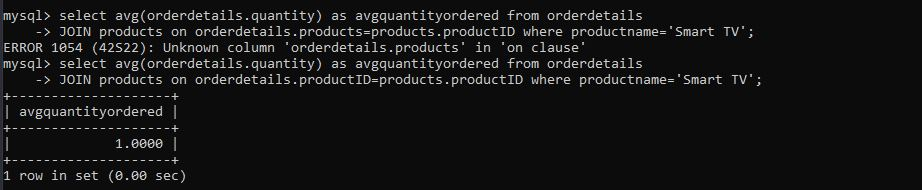 mysql> select avg(orderdetails.quantity) as avgquantityordered from orderdetails
    -> JOIN products on orderdetails.products=products.productID where productname='Smart TV';
ERROR 1054 (42S22): Unknown column 'orderdetails.products' in 'on clause'
mysql> select avg(orderdetails.quantity) as avgquantityordered from orderdetails
    -> JOIN products on orderdetails.productID=products.productID where productname='Smart TV';
+--------------------+
| avgquantityordered |
+--------------------+
|             1.0000 |
+--------------------+
1 row in set (0.00 sec)